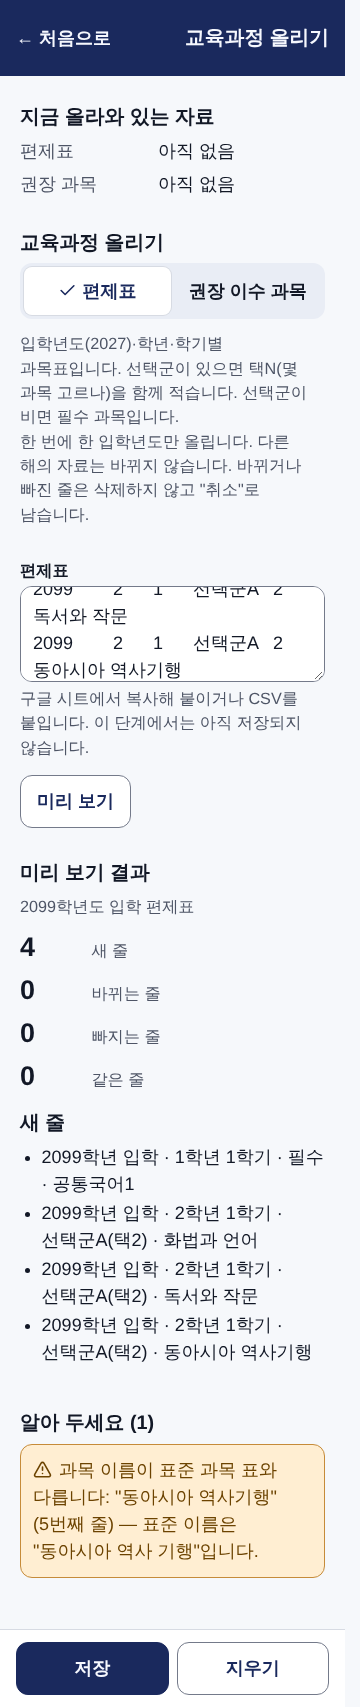 ← 처음으로
교육과정 올리기
지금 올라와 있는 자료
편제표 아직 없음
권장 과목 아직 없음
교육과정 올리기
편제표 권장 이수 과목
입학년도(2027)·학년·학기별
과목표입니다. 선택군이 있으면 택N(몇
과목 고르나)을 함께 적습니다. 선택군이
비면 필수 과목입니다.
한 번에 한 입학년도만 올립니다. 다른
해의 자료는 바뀌지 않습니다. 바뀌거나
빠진 줄은 삭제하지 않고 "취소"로
남습니다.
편제표
2099 2 1 선택군A 2
독서와 작문
2099 2 1 선택군A 2
동아시아 역사기행
구글 시트에서 복사해 붙이거나 CSV를
붙입니다. 이 단계에서는 아직 저장되지
않습니다.
미리 보기
미리 보기 결과
2099학년도 입학 편제표
4 새 줄
0 바뀌는 줄
0 빠지는 줄
0 같은 줄
새 줄
• 2099학년 입학 · 1학년 1학기 · 필수
· 공통국어1
• 2099학년 입학 · 2학년 1학기 ·
선택군A(택2) · 화법과 언어
• 2099학년 입학 · 2학년 1학기 ·
선택군A(택2) · 독서와 작문
• 2099학년 입학 · 2학년 1학기 ·
선택군A(택2) · 동아시아 역사기행
알아 두세요 (1)
과목 이름이 표준 과목 표와
다릅니다: "동아시아 역사기행"
(5번째 줄) — 표준 이름은
"동아시아 역사 기행"입니다.
저장 지우기